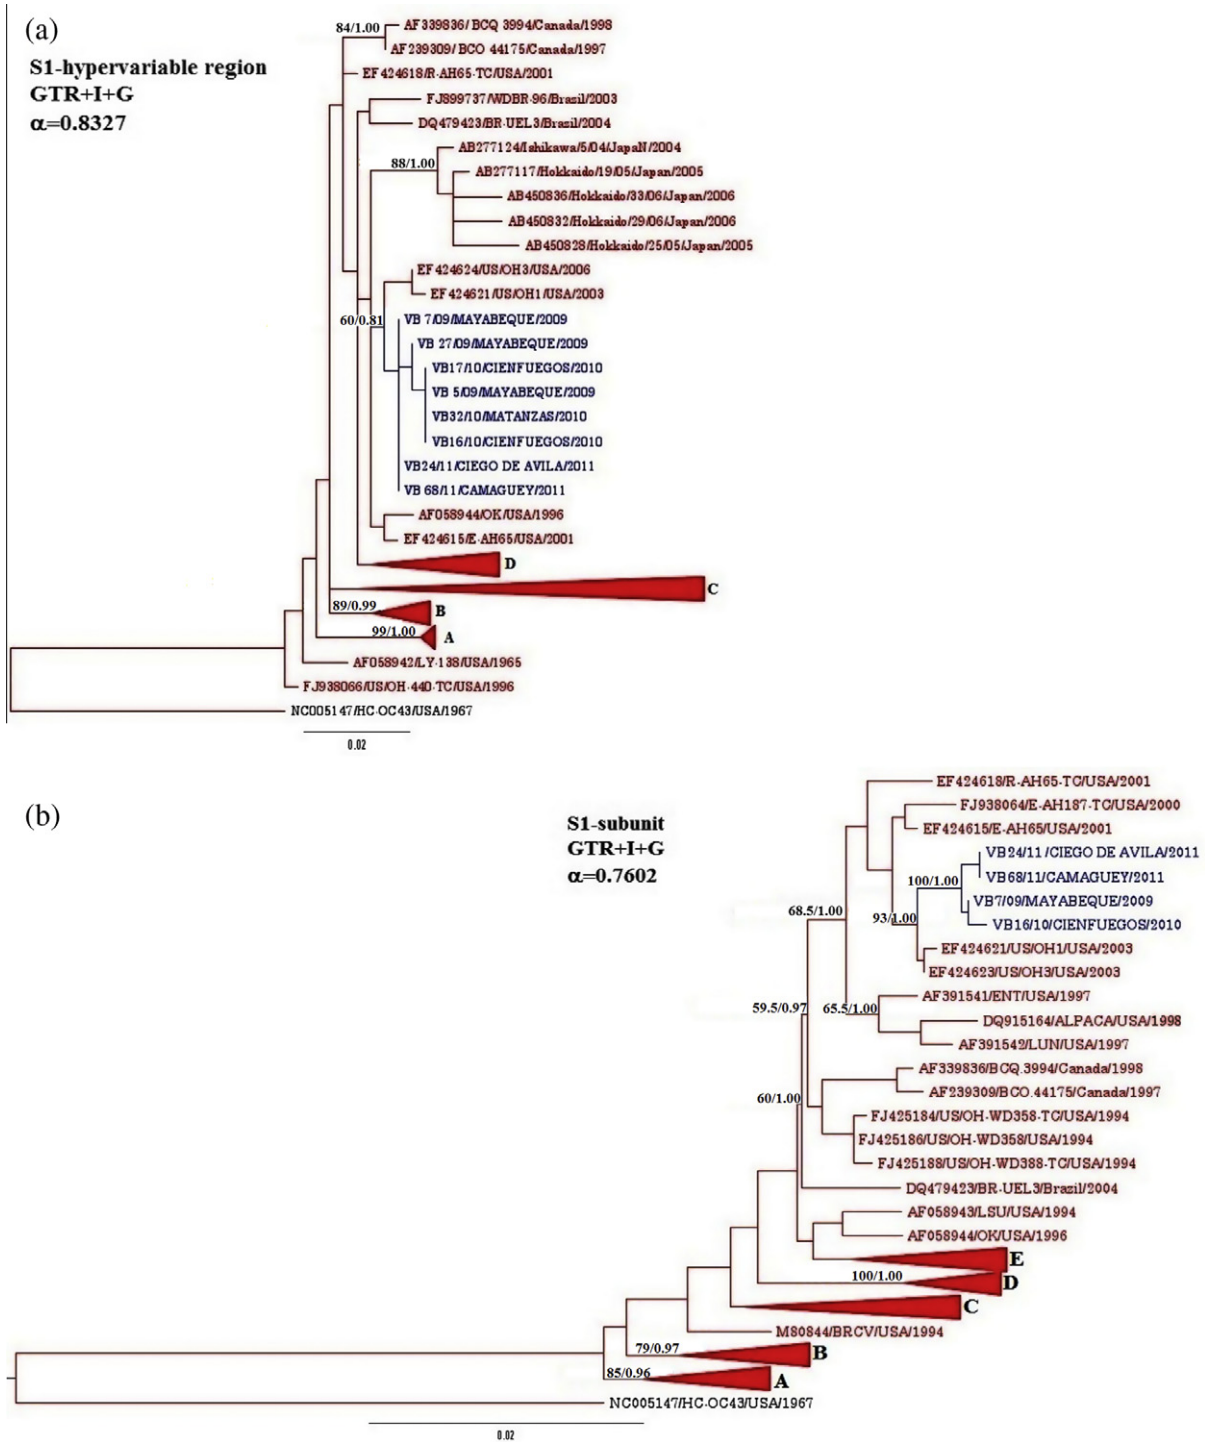 (a)
S1-hypervariable region
GTR+I+G
α=0.8327
84/1.00
AF339836/BCQ 3994/Canada/1998
AF239309/BCO 44175/Canada/1997
EF424618/R-AH65-TC/USA/2001
FJ899737/WDBR-96/Brasil/2003
DQ479423/BR-UEL3/Brasil/2004
AB277124/Ishikawa/5/04/JapaN/2004
88/1.00
AB277117/Hokkaido/19/05/Japan/2005
AB450836/Hokkaido/33/06/Japan/2006
AB450832/Hokkaido/29/06/Japan/2006
AB450828/Hokkaido/25/05/Japan/2005
EF424624/US/OH3/USA/2006
EF424621/US/OH1/USA/2003
60/0.81
VB 7/09/MAYABEQUE/2009
VB 27/09/MAYABEQUE/2009
VB17/10/CIENFUEGOS/2010
VB 5/09/MAYABEQUE/2009
VB32/10/MATANZAS/2010
VB16/10/CIENFUEGOS/2010
VB24/11/CIEGO DE AVILA/2011
VB 68/11/CAMAGUEY/2011
AF058944/OK/USA/1996
EF424615/E-AH65/USA/2001
D
C
89/0.99
B
99/1.00
A
AF058942/LY-138/USA/1965
FJ938066/US/OH-440-TC/USA/1996
NC005147/HC-OC43/USA/1967
0.02
(b)
S1-subunit
GTR+I+G
α=0.7602
EF424618/R-AH65-TC/USA/2001
FJ938064/E-AH187-TC/USA/2000
EF424615/E-AH65/USA/2001
VB24/11/CIEGO DE AVILA/2011
100/1.00
VB68/11/CAMAGUEY/2011
VB7/09/MAYABEQUE/2009
68.5/1.00
93/1.00
VB16/10/CIENFUEGOS/2010
EF424621/US/OH1/USA/2003
EF424623/US/OH3/USA/2003
AF391541/ENT/USA/1997
59.5/0.97
65.5/1.00
DQ915164/ALPACA/USA/1998
AF391542/LUN/USA/1997
AF339836/BCQ.3994/Canada/1998
AF239309/BCO.44175/Canada/1997
60/1.00
FJ425184/US/OH-WD358-TC/USA/1994
FJ425186/US/OH-WD358/USA/1994
FJ425188/US/OH-WD388-TC/USA/1994
DQ479423/BR-UEL3/Brazil/2004
AF058943/LSU/USA/1994
AF058944/OK/USA/1996
E
100/1.00
D
C
M80844/BRCV/USA/1994
79/0.97
B
85/0.96
A
NC005147/HC-OC43/USA/1967
0.02